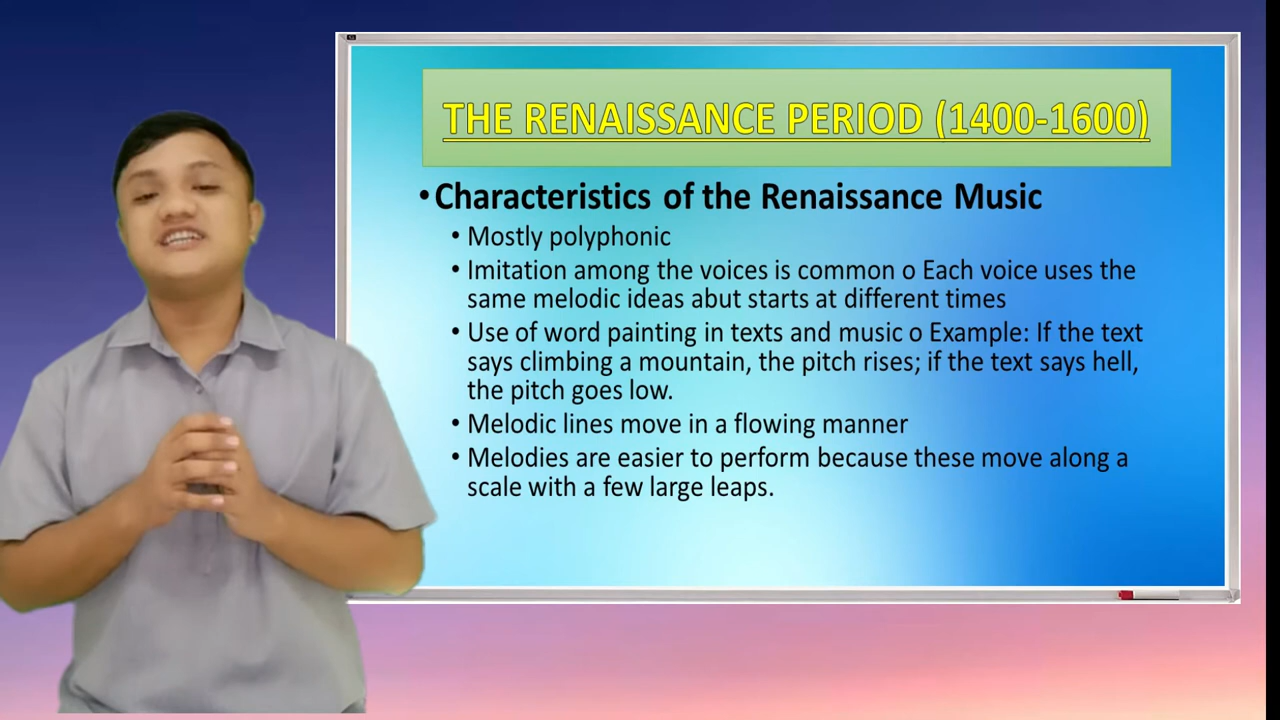 THE RENAISSANCE PERIOD (1400-1600)
• Characteristics of the Renaissance Music
• Mostly polyphonic
• Imitation among the voices is common o Each voice uses the
same melodic ideas abut starts at different times
• Use of word painting in texts and music o Example: If the text
says climbing a mountain, the pitch rises; if the text says hell,
the pitch goes low.
• Melodic lines move in a flowing manner
• Melodies are easier to perform because these move along a
scale with a few large leaps.